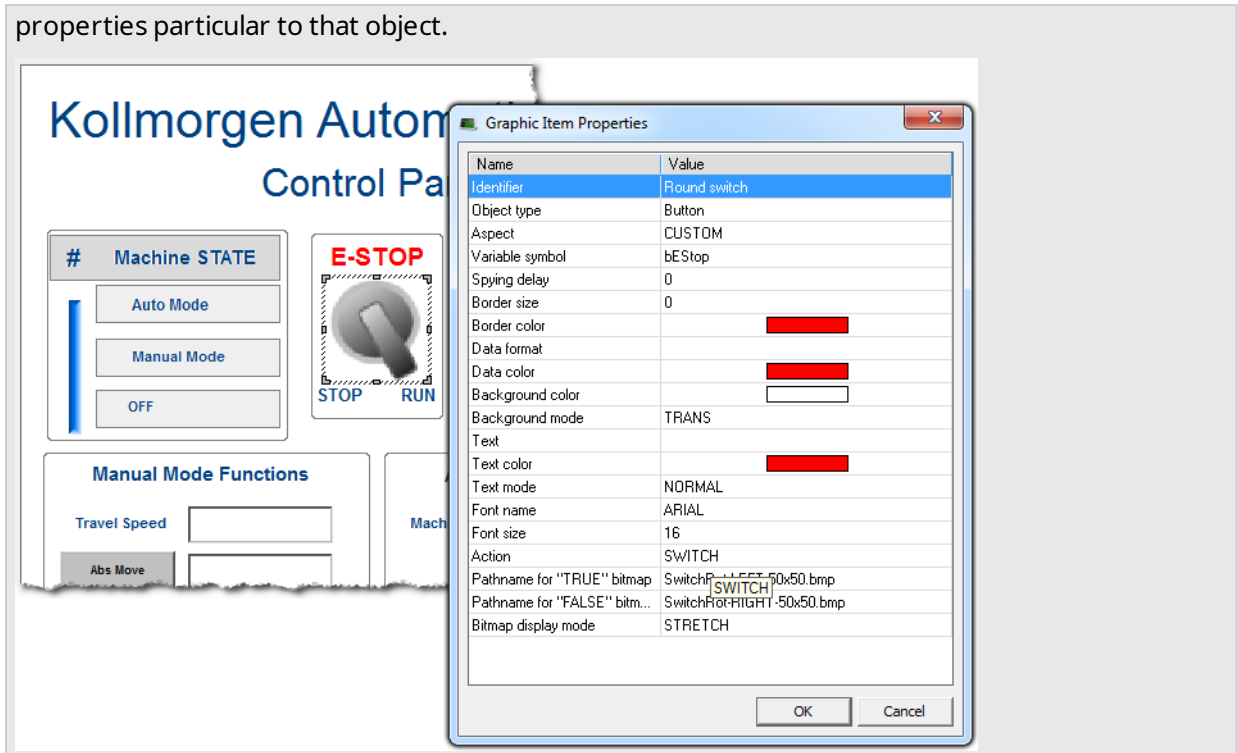 properties particular to that object.
Kollmorgen Autom
Control Pa
# Machine STATE
Auto Mode
Manual Mode
OFF
E-STOP
STOP RUN
Manual Mode Functions
Travel Speed
Mach
Abs Move
Graphic Item Properties
Name Value
Identifier Round switch
Object type Button
Aspect CUSTOM
Variable symbol bEStop
Spying delay 0
Border size 0
Border color
Data format
Data color
Background color
Background mode TRANS
Text
Text color
Text mode NORMAL
Font name ARIAL
Font size 16
Action SWITCH
Pathname for "TRUE" bitmap SwitchRot-LEFT-50x50.bmp
SWITCH
Pathname for "FALSE" bitm... SwitchRot-RIGHT-50x50.bmp
Bitmap display mode STRETCH
OK Cancel